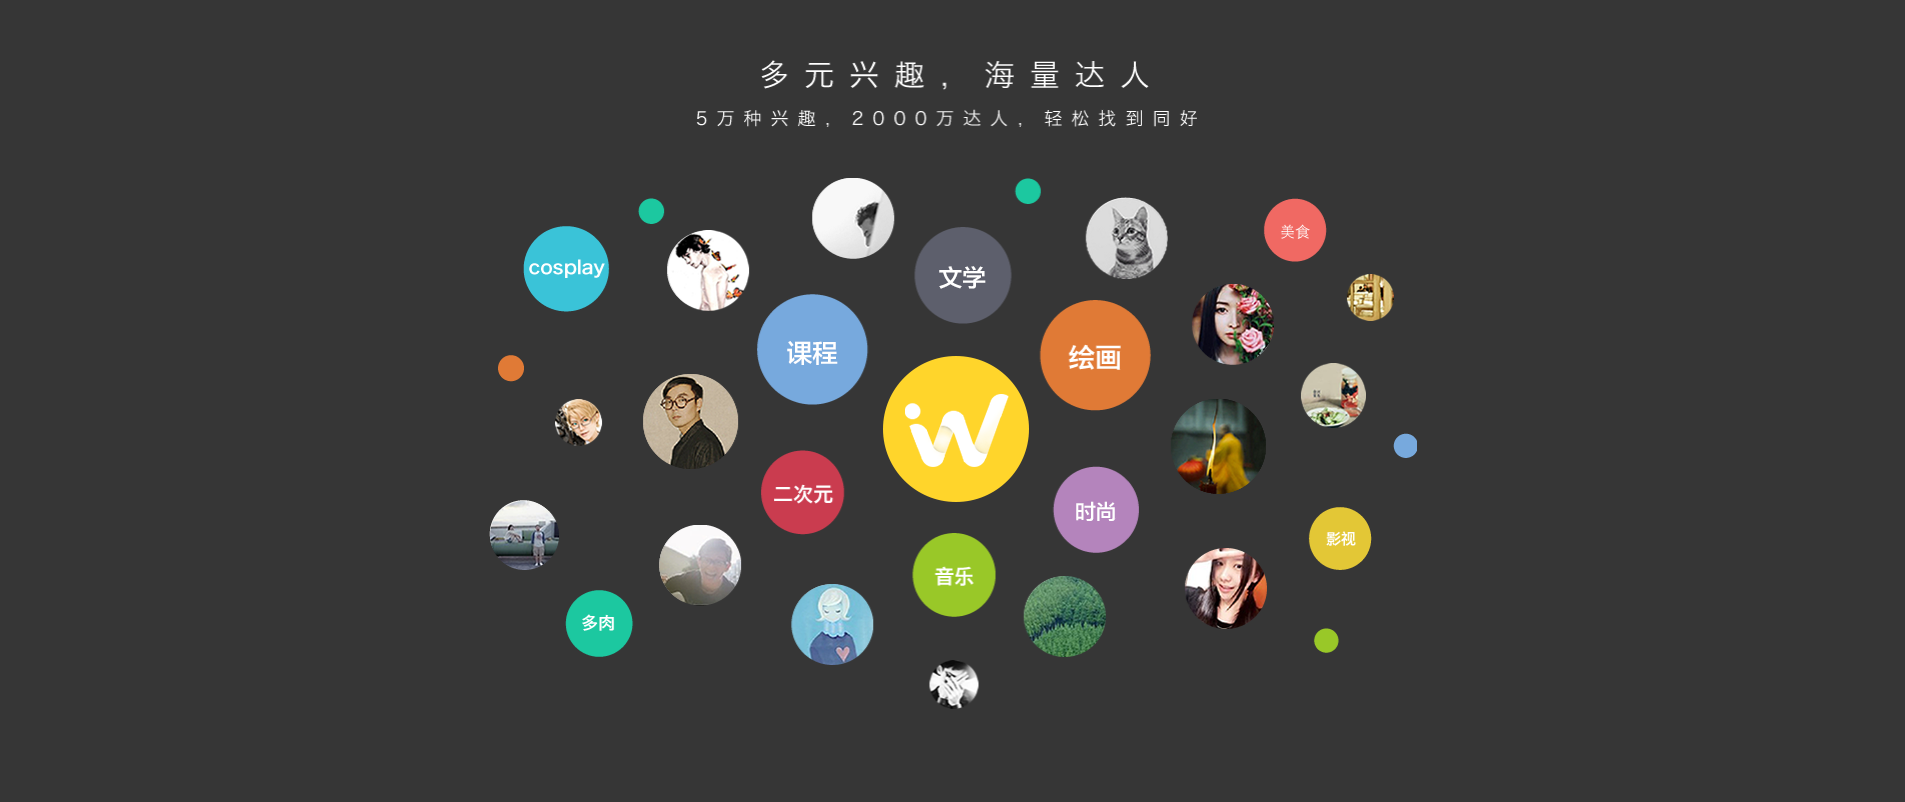 多元兴趣，海量达人
5万种兴趣，2000万达人，轻松找到同好
美食
cosplay
文学
课程
绘画
iw
二次元
时尚
影视
音乐
多肉